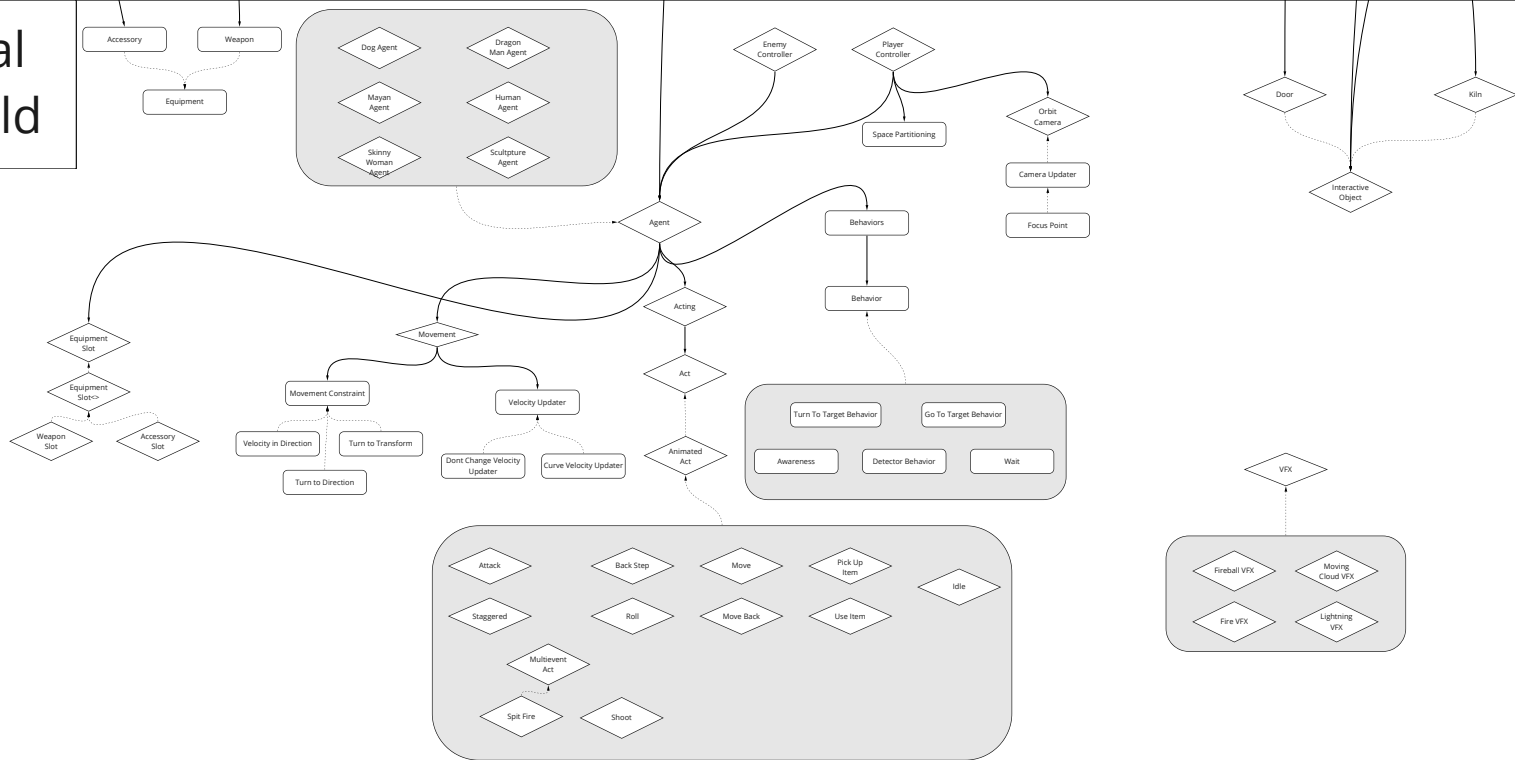 al
ld
Accessory
Weapon
Equipment
Dog Agent
Dragon
Man Agent
Mayan
Agent
Human
Agent
Skinny
Woman
Agent
Scultpture
Agent
Enemy
Controller
Player
Controller
Space Partitioning
Orbit
Camera
Camera Updater
Focus Point
Door
Kiln
Interactive
Object
Agent
Behaviors
Behavior
Acting
Act
Animated
Act
Movement
Equipment
Slot
Equipment
Slot<>
Weapon
Slot
Accessory
Slot
Movement Constraint
Velocity in Direction
Turn to Transform
Turn to Direction
Velocity Updater
Dont Change Velocity
Updater
Curve Velocity Updater
Turn To Target Behavior
Go To Target Behavior
Awareness
Detector Behavior
Wait
Attack
Back Step
Move
Pick Up
Item
Idle
Staggered
Roll
Move Back
Use Item
Multievent
Act
Spit Fire
Shoot
VFX
Fireball VFX
Moving
Cloud VFX
Fire VFX
Lightning
VFX